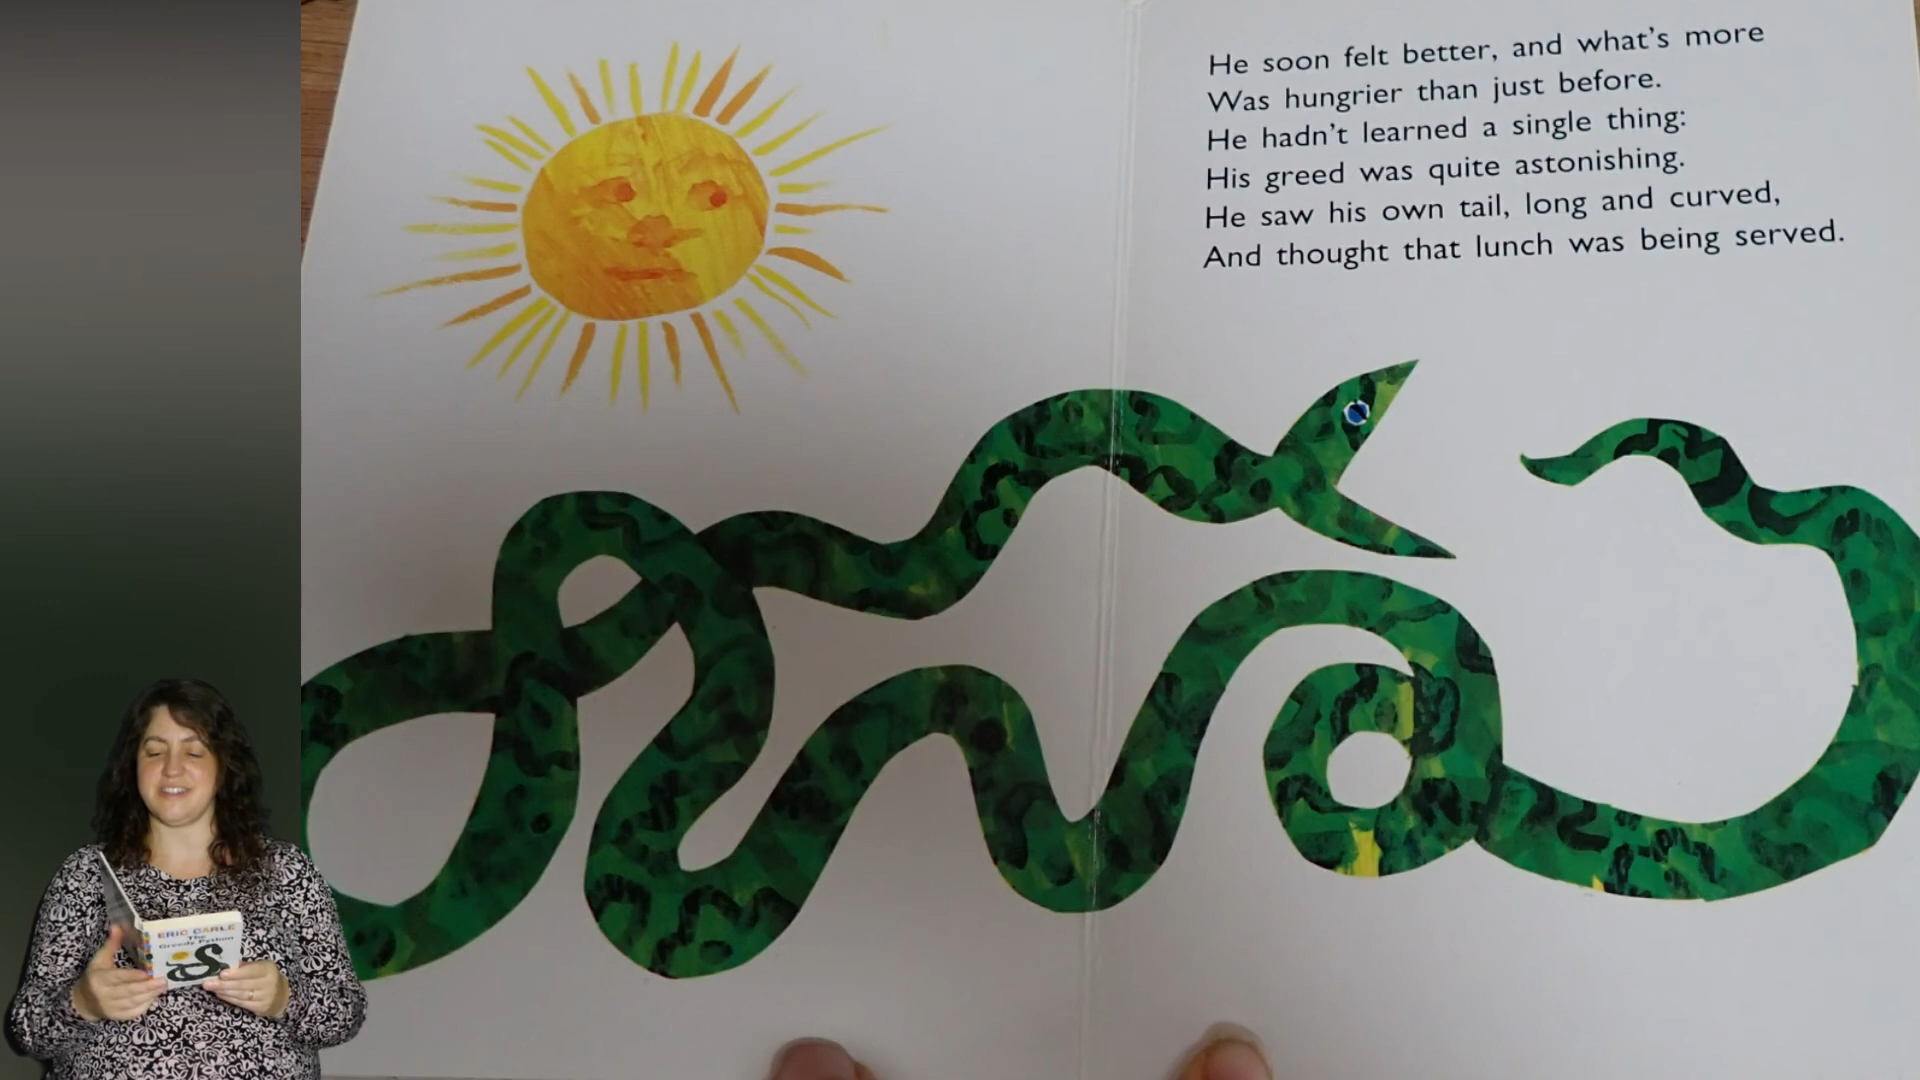 He soon felt better, and what's more
Was hungrier than just before.
He hadn't learned a single thing:
His greed was quite astonishing.
He saw his own tail, long and curved,
And thought that lunch was being served.
ERIC CARLE
The
Greedy Python